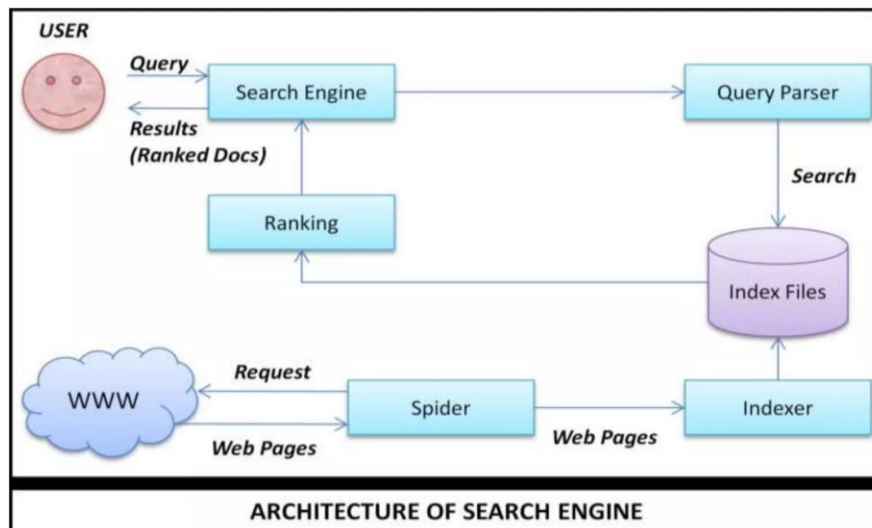 USER
Query
Search Engine
Query Parser
Results
(Ranked Docs)
Search
Ranking
Index Files
Request
WWW
Spider
Indexer
Web Pages
Web Pages
ARCHITECTURE OF SEARCH ENGINE